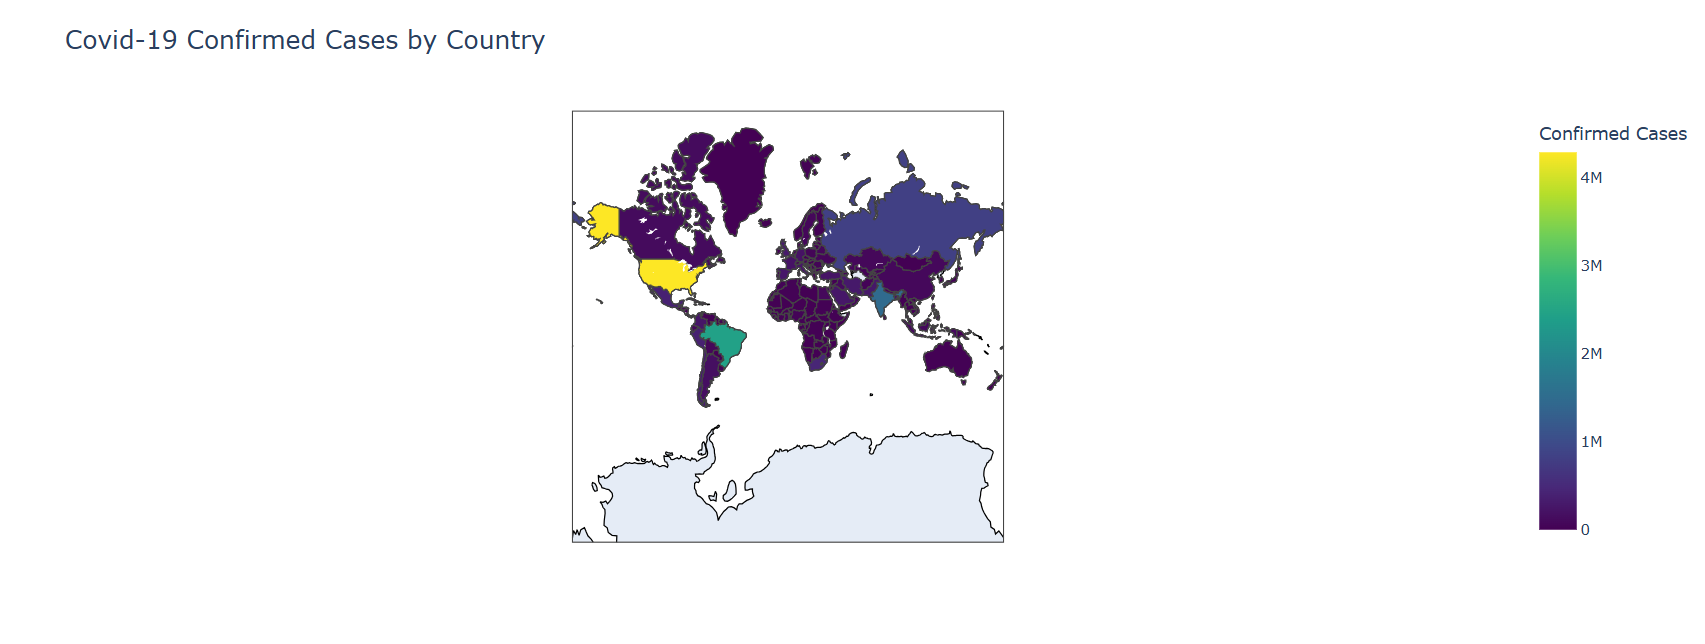 Covid-19 Confirmed Cases by Country
Confirmed Cases
4M
3M
2M
1M
0